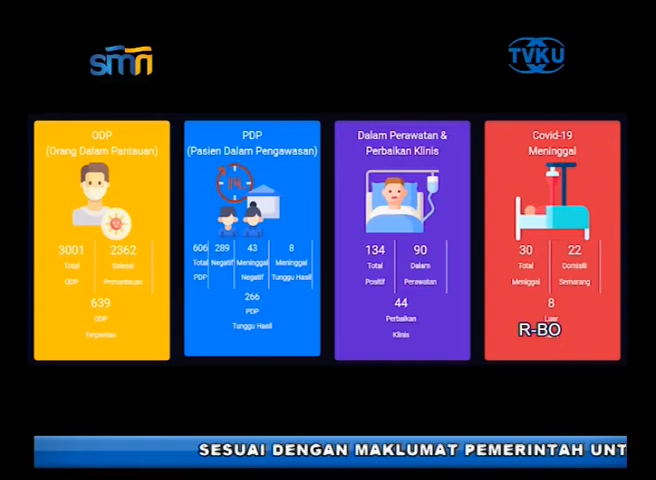 smn
TVKU
ODP
(Orang Dalam Pantauan)
3001 2362
Total Selesai
ODP Pemantauan
639
ODP
Terpantau
PDP
(Pasien Dalam Pengawasan)
14
606 289 43 8
Total Negatif Meninggal Meninggal
PDP Negatif Tunggu Hasil
266
PDP
Tunggu Hasil
Dalam Perawatan &
Perbaikan Klinis
134 90
Total Dalam
Positif Perawatan
44
Perbaikan
Klinis
Covid-19
Meninggal
30 22
Total Domisili
Meninggal Semarang
8
Luar
R-BO
SESUAI DENGAN MAKLUMAT PEMERINTAH UNT